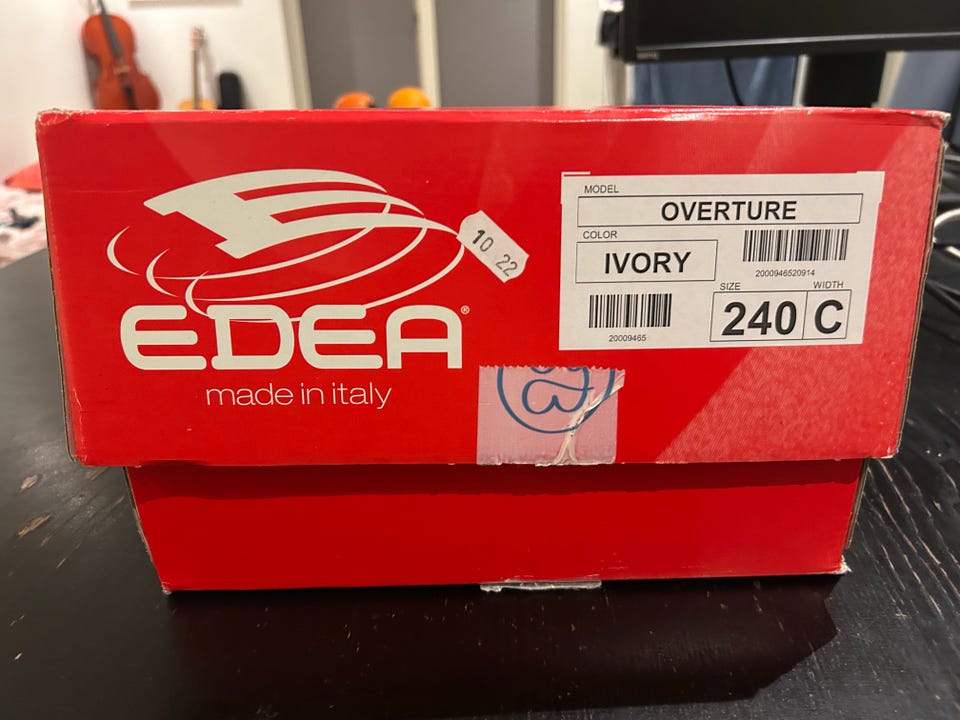 EDEA®
made in italy
10 22
MODEL
OVERTURE
COLOR
IVORY
2000946520914
20009465
SIZE
WIDTH
240
C